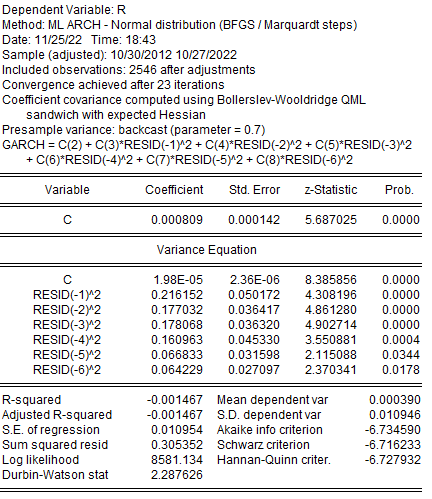 Dependent Variable: R
Method: ML ARCH - Normal distribution (BFGS / Marquardt steps)
Date: 11/25/22 Time: 18:43
Sample (adjusted): 10/30/2012 10/27/2022
Included observations: 2546 after adjustments
Convergence achieved after 23 iterations
Coefficient covariance computed using Bollerslev-Wooldridge QML
sandwich with expected Hessian
Presample variance: backcast (parameter = 0.7)
GARCH = C(2) + C(3)*RESID(-1)^2 + C(4)*RESID(-2)^2 + C(5)*RESID(-3)^2
+ C(6)*RESID(-4)^2 + C(7)*RESID(-5)^2 + C(8)*RESID(-6)^2
Variable Coefficient Std. Error z-Statistic Prob.
C 0.000809 0.000142 5.687025 0.0000
Variance Equation
C 1.98E-05 2.36E-06 8.385856 0.0000
RESID(-1)^2 0.216152 0.050172 4.308196 0.0000
RESID(-2)^2 0.177032 0.036417 4.861280 0.0000
RESID(-3)^2 0.178068 0.036320 4.902714 0.0000
RESID(-4)^2 0.160963 0.045330 3.550881 0.0004
RESID(-5)^2 0.066833 0.031598 2.115088 0.0344
RESID(-6)^2 0.064229 0.027097 2.370341 0.0178
R-squared -0.001467 Mean dependent var 0.000390
Adjusted R-squared -0.001467 S.D. dependent var 0.010946
S.E. of regression 0.010954 Akaike info criterion -6.734590
Sum squared resid 0.305352 Schwarz criterion -6.716233
Log likelihood 8581.134 Hannan-Quinn criter. -6.727932
Durbin-Watson stat 2.287626